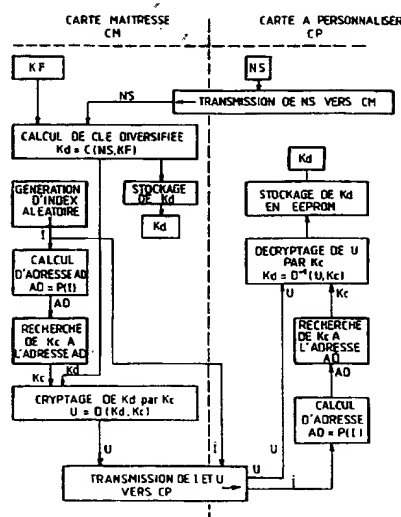 CARTE MAÎTRESSE
CM
CARTE A PERSONNALISER
CP
KF
NS
NS
TRANSMISSION DE NS VERS CM
CALCUL DE CLE DIVERSIFIEE
Kd = C(NS,KF)
STOCKAGE
DE Kd
Kd
GENERATION
D'INDEX
ALEATOIRE
I
CALCUL
D'ADRESSE AD
AD = P(I)
AD
RECHERCHE
DE Kc A
L'ADRESSE AD
Kc
Kd
CRYPTAGE DE Kd par Kc
U = D(Kd,Kc)
U
I
TRANSMISSION DE I ET U
VERS CP
U
I
CALCUL
D'ADRESSE
AD = P(I)
AD
RECHERCHE
DE Kc A
L'ADRESSE
AD
U
Kc
DECRYPTAGE DE U
PAR Kc
Kd = D⁻¹(U,Kc)
STOCKAGE DE Kd
EN EEPROM
Kd